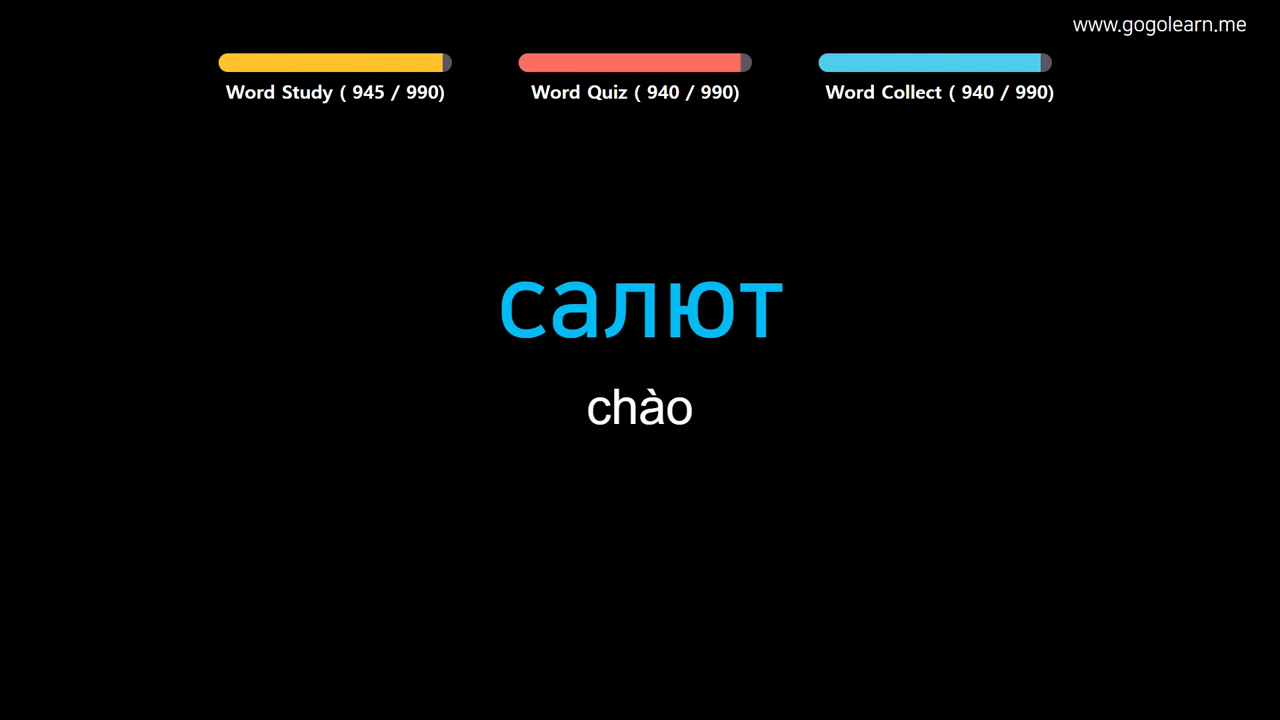 www.gogolearn.me
Word Study ( 945 / 990)
Word Quiz ( 940 / 990)
Word Collect ( 940 / 990)
салют
chào